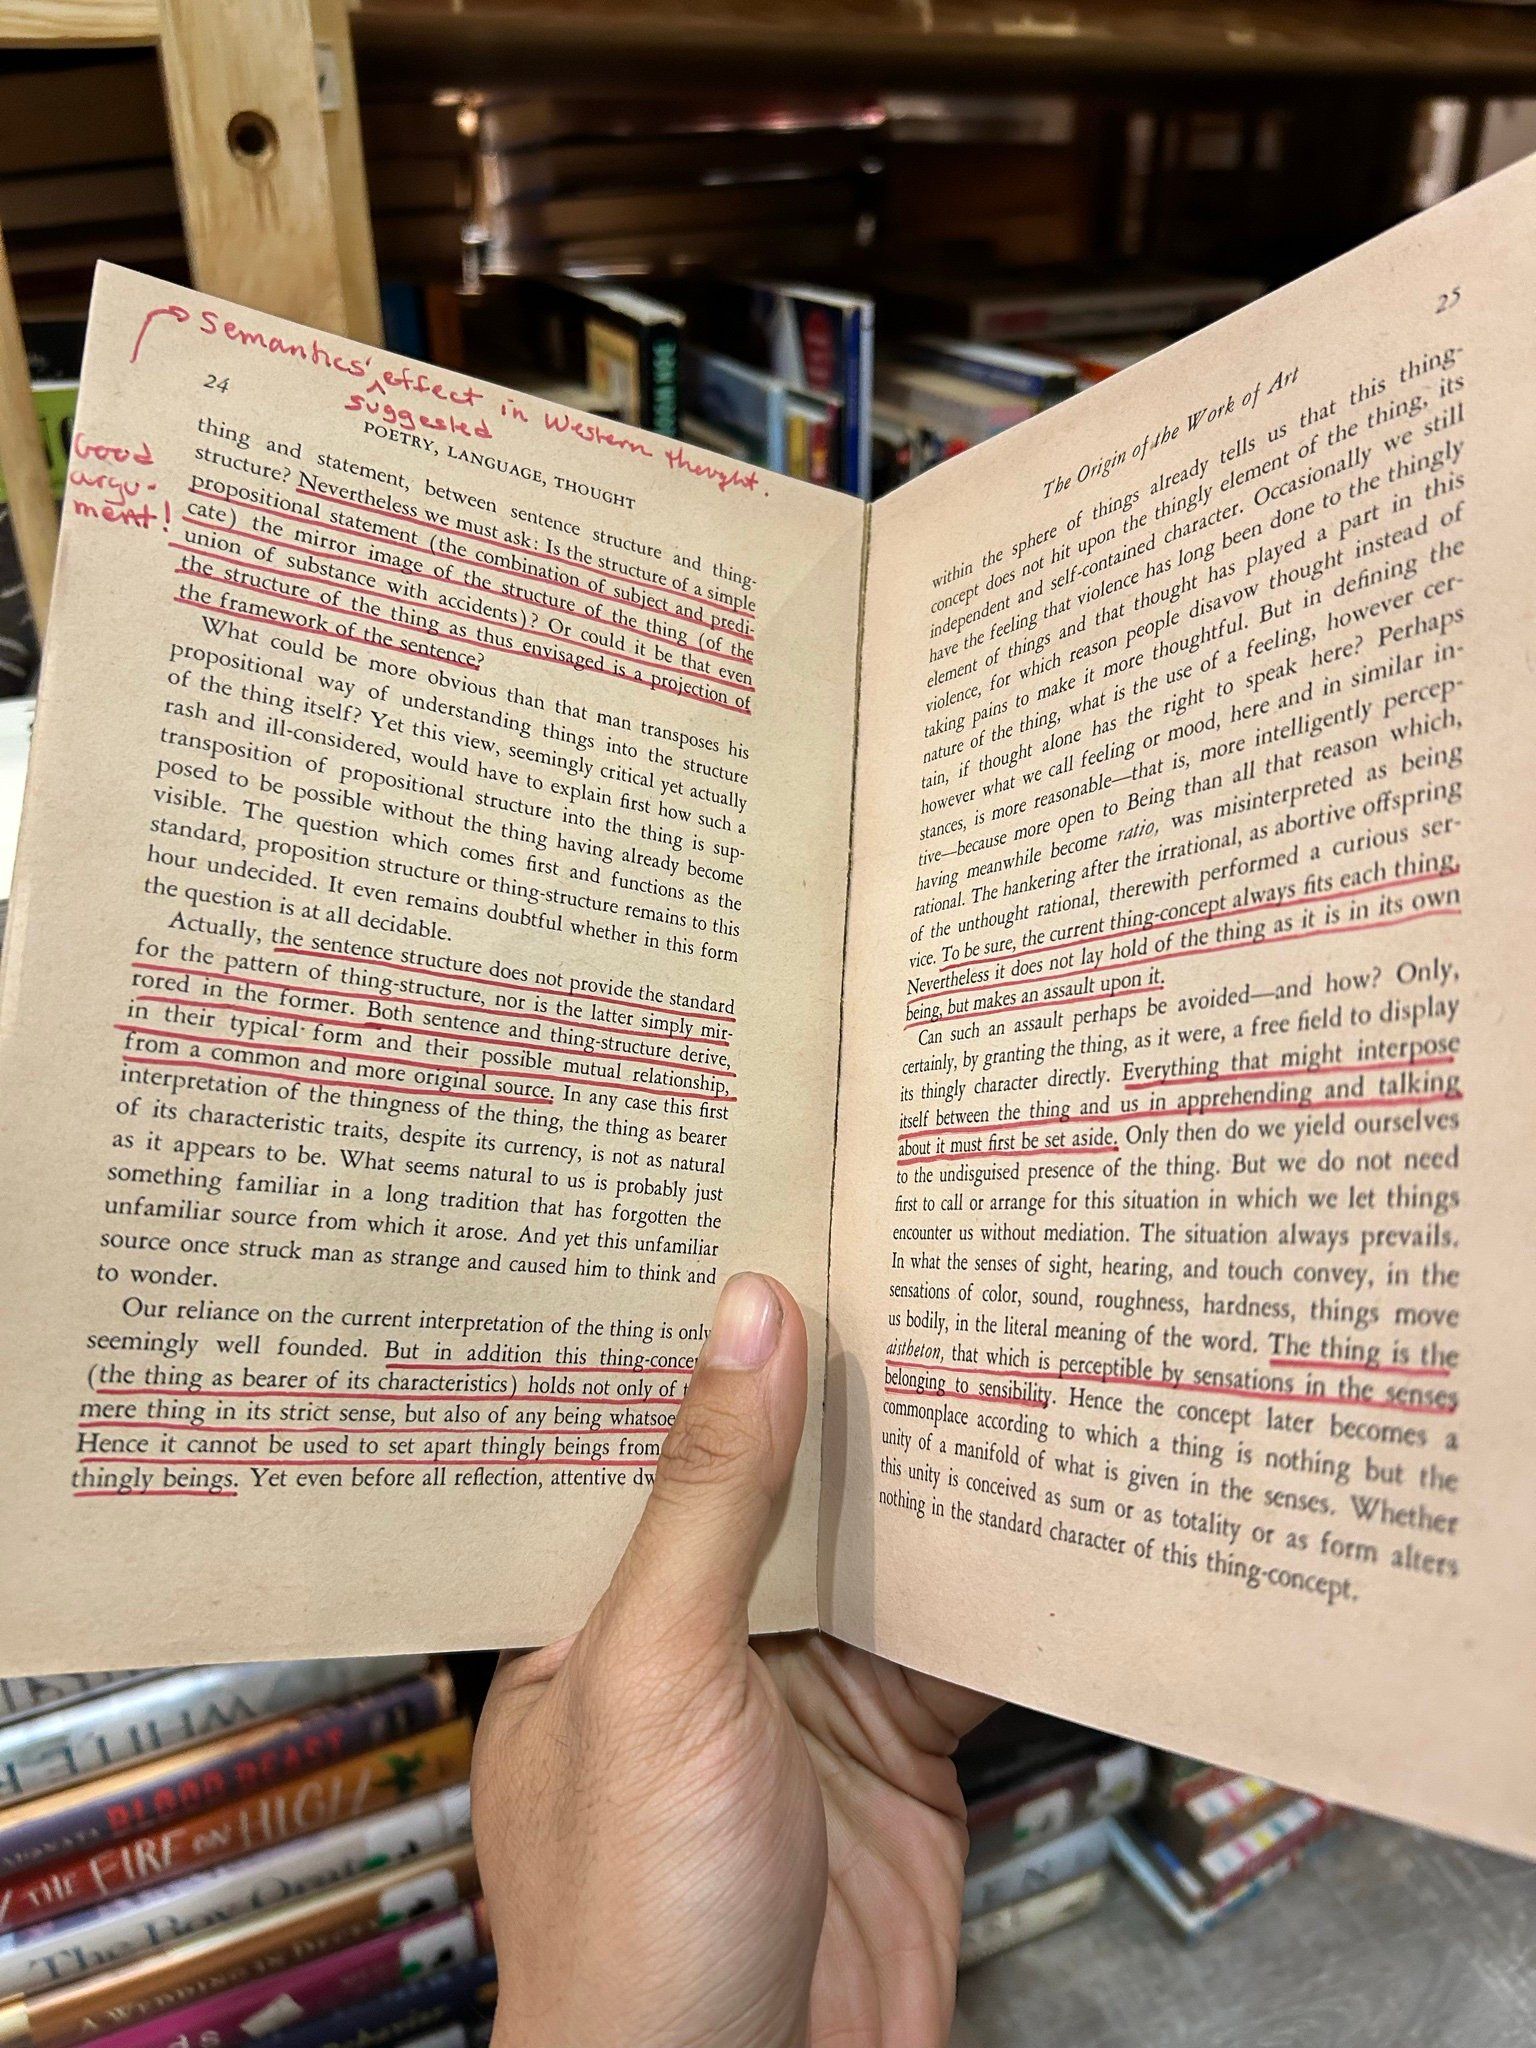 Semantics' effect in Western thought.
suggested
24
POETRY, LANGUAGE, THOUGHT
Good
argu-
ment!
thing and statement, between sentence structure and thing-
structure? Nevertheless we must ask: Is the structure of a simple
propositional statement (the combination of subject and predi-
cate) the mirror image of the structure of the thing (of the
union of substance with accidents)? Or could it be that even
the structure of the thing as thus envisaged is a projection of
the framework of the sentence?
What could be more obvious than that man transposes his
propositional way of understanding things into the structure
of the thing itself? Yet this view, seemingly critical yet actually
rash and ill-considered, would have to explain first how such a
transposition of propositional structure into the thing is sup-
posed to be possible without the thing having already become
visible. The question which comes first and functions as the
standard, proposition structure or thing-structure remains to this
hour undecided. It even remains doubtful whether in this form
the question is at all decidable.
Actually, the sentence structure does not provide the standard
for the pattern of thing-structure, nor is the latter simply mir-
rored in the former. Both sentence and thing-structure derive,
in their typical form and their possible mutual relationship,
from a common and more original source. In any case this first
interpretation of the thingness of the thing, the thing as bearer
of its characteristic traits, despite its currency, is not as natural
as it appears to be. What seems natural to us is probably just
something familiar in a long tradition that has forgotten the
unfamiliar source from which it arose. And yet this unfamiliar
source once struck man as strange and caused him to think and
to wonder.
Our reliance on the current interpretation of the thing is only
seemingly well founded. But in addition this thing-conce
(the thing as bearer of its characteristics) holds not only of
mere thing in its strict sense, but also of any being whatsoe
Hence it cannot be used to set apart thingly beings from
thingly beings. Yet even before all reflection, attentive dw
25
The Origin of the Work of Art
within the sphere of things already tells us that this thing-
concept does not hit upon the thingly element of the thing, its
independent and self-contained character. Occasionally we still
have the feeling that violence has long been done to the thingly
element of things and that thought has played a part in this
violence, for which reason people disavow thought instead of
taking pains to make it more thoughtful. But in defining the
nature of the thing, what is the use of a feeling, however cer-
tain, if thought alone has the right to speak here? Perhaps
however what we call feeling or mood, here and in similar in-
stances, is more reasonable—that is, more intelligently percep-
tive—because more open to Being than all that reason which,
having meanwhile become ratio, was misinterpreted as being
rational. The hankering after the irrational, as abortive offspring
of the unthought rational, therewith performed a curious ser-
vice. To be sure, the current thing-concept always fits each thing.
Nevertheless it does not lay hold of the thing as it is in its own
being, but makes an assault upon it.
Can such an assault perhaps be avoided—and how? Only,
certainly, by granting the thing, as it were, a free field to display
its thingly character directly. Everything that might interpose
itself between the thing and us in apprehending and talking
about it must first be set aside. Only then do we yield ourselves
to the undisguised presence of the thing. But we do not need
first to call or arrange for this situation in which we let things
encounter us without mediation. The situation always prevails.
In what the senses of sight, hearing, and touch convey, in the
sensations of color, sound, roughness, hardness, things move
us bodily, in the literal meaning of the word. The thing is the
aistheton, that which is perceptible by sensations in the senses
belonging to sensibility. Hence the concept later becomes a
commonplace according to which a thing is nothing but the
unity of a manifold of what is given in the senses. Whether
this unity is conceived as sum or as totality or as form alters
nothing in the standard character of this thing-concept.
BLOOD BEAST
THE FIRE ON HIGH
The Boy
A WEDDING IN DE